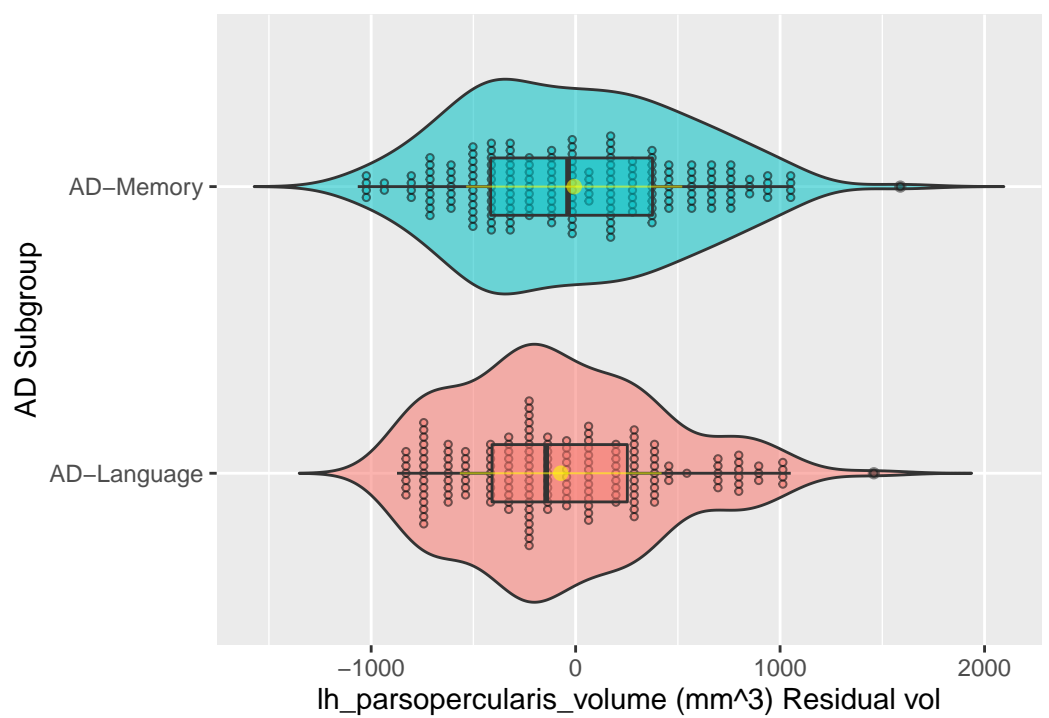 AD Subgroup
AD−Memory
AD−Language
−1000 0 1000 2000
lh_parsopercularis_volume (mm^3) Residual vol